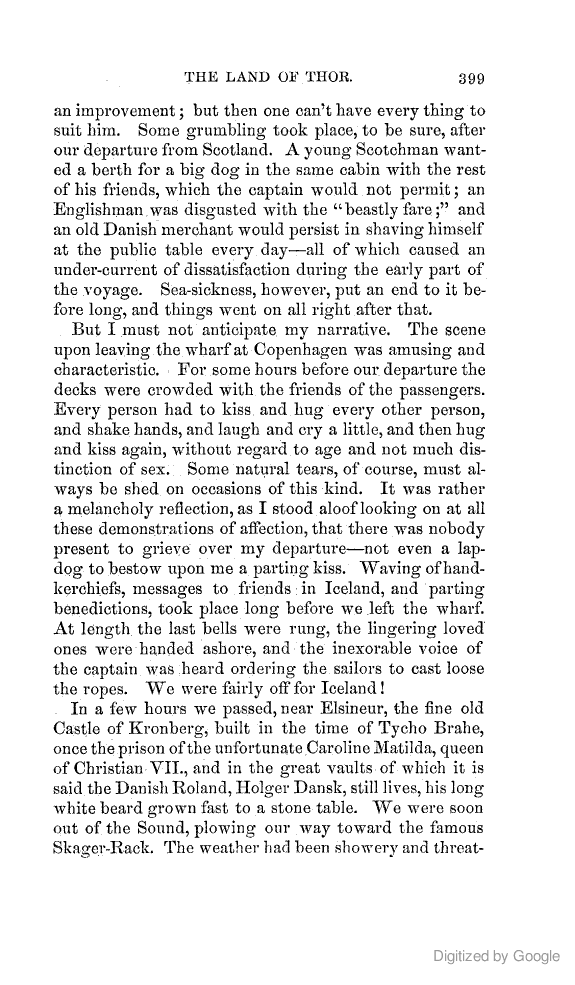 THE LAND OF THOR. 399
an improvement; but then one can't have every thing to
suit him. Some grumbling took place, to be sure, after
our departure from Scotland. A young Scotchman want-
ed a berth for a big dog in the same cabin with the rest
of his friends, which the captain would not permit; an
Englishman was disgusted with the "beastly fare;" and
an old Danish merchant would persist in shaving himself
at the public table every day—all of which caused an
under-current of dissatisfaction during the early part of
the voyage. Sea-sickness, however, put an end to it be-
fore long, and things went on all right after that.
But I must not anticipate my narrative. The scene
upon leaving the wharf at Copenhagen was amusing and
characteristic. For some hours before our departure the
decks were crowded with the friends of the passengers.
Every person had to kiss and hug every other person,
and shake hands, and laugh and cry a little, and then hug
and kiss again, without regard to age and not much dis-
tinction of sex. Some natural tears, of course, must al-
ways be shed on occasions of this kind. It was rather
a melancholy reflection, as I stood aloof looking on at all
these demonstrations of affection, that there was nobody
present to grieve over my departure—not even a lap-
dog to bestow upon me a parting kiss. Waving of hand-
kerchiefs, messages to friends in Iceland, and parting
benedictions, took place long before we left the wharf.
At length the last bells were rung, the lingering loved
ones were handed ashore, and the inexorable voice of
the captain was heard ordering the sailors to cast loose
the ropes. We were fairly off for Iceland!
In a few hours we passed, near Elsineur, the fine old
Castle of Kronberg, built in the time of Tycho Brahe,
once the prison of the unfortunate Caroline Matilda, queen
of Christian VII., and in the great vaults of which it is
said the Danish Roland, Holger Dansk, still lives, his long
white beard grown fast to a stone table. We were soon
out of the Sound, plowing our way toward the famous
Skager-Rack. The weather had been showery and threat-
Digitized by Google